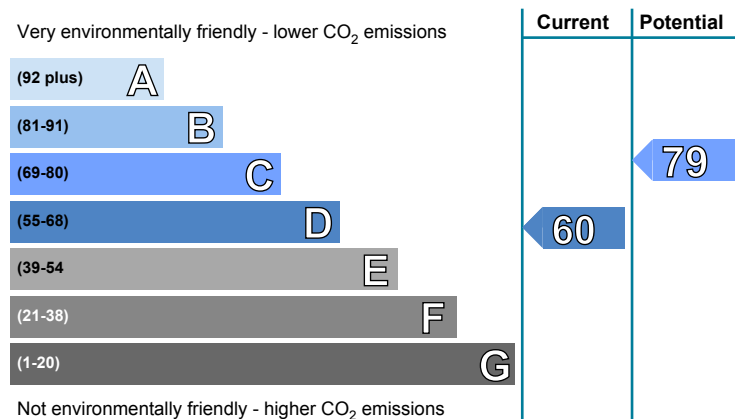 Very environmentally friendly - lower CO₂ emissions
Current
Potential
(92 plus) A
(81-91) B
(69-80) C
79
(55-68) D
60
(39-54 E
(21-38) F
(1-20) G
Not environmentally friendly - higher CO₂ emissions